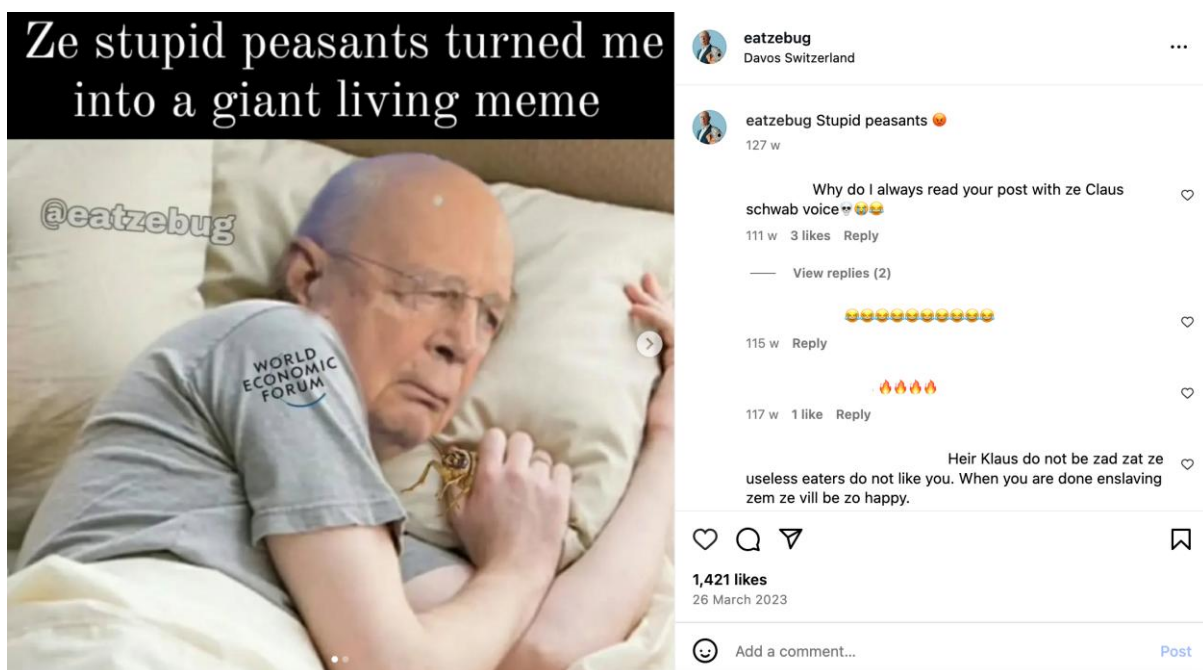 Ze stupid peasants turned me
into a giant living meme
@eatzebug
WORLD
ECONOMIC
FORUM
eatzebug
Davos Switzerland
eatzebug Stupid peasants 😡
127 w
Why do I always read your post with ze Claus
schwab voice💀😂😂
111 w 3 likes Reply
View replies (2)
😂😂😂😂😂😂😂😂😂😂
115 w Reply
🔥🔥🔥🔥
117 w 1 like Reply
Heir Klaus do not be zad zat ze
useless eaters do not like you. When you are done enslaving
zem ze vill be zo happy.
1,421 likes
26 March 2023
Add a comment...
Post